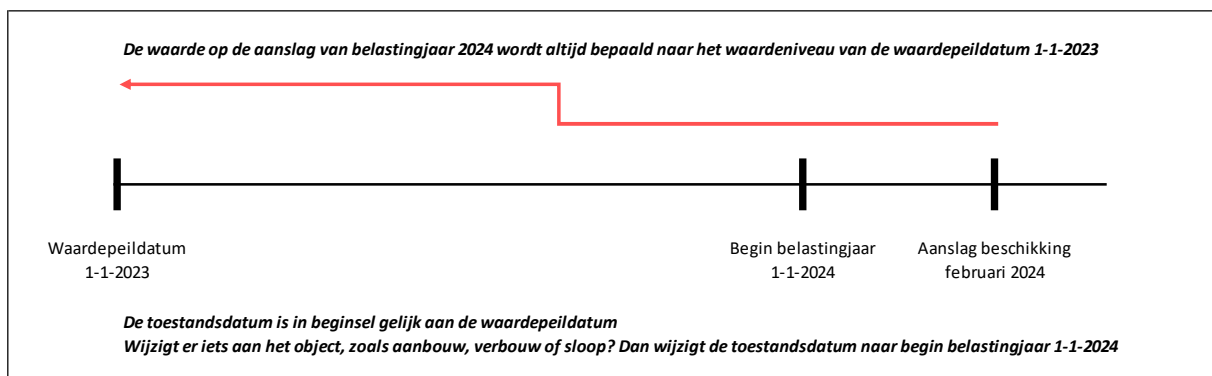 De waarde op de aanslag van belastingjaar 2024 wordt altijd bepaald naar het waardeniveau van de waardepeildatum 1-1-2023
Waardepeildatum
1-1-2023
Begin belastingjaar
1-1-2024
Aanslag beschikking
februari 2024
De toestandsdatum is in beginsel gelijk aan de waardepeildatum
Wijzigt er iets aan het object, zoals aanbouw, verbouw of sloop? Dan wijzigt de toestandsdatum naar begin belastingjaar 1-1-2024